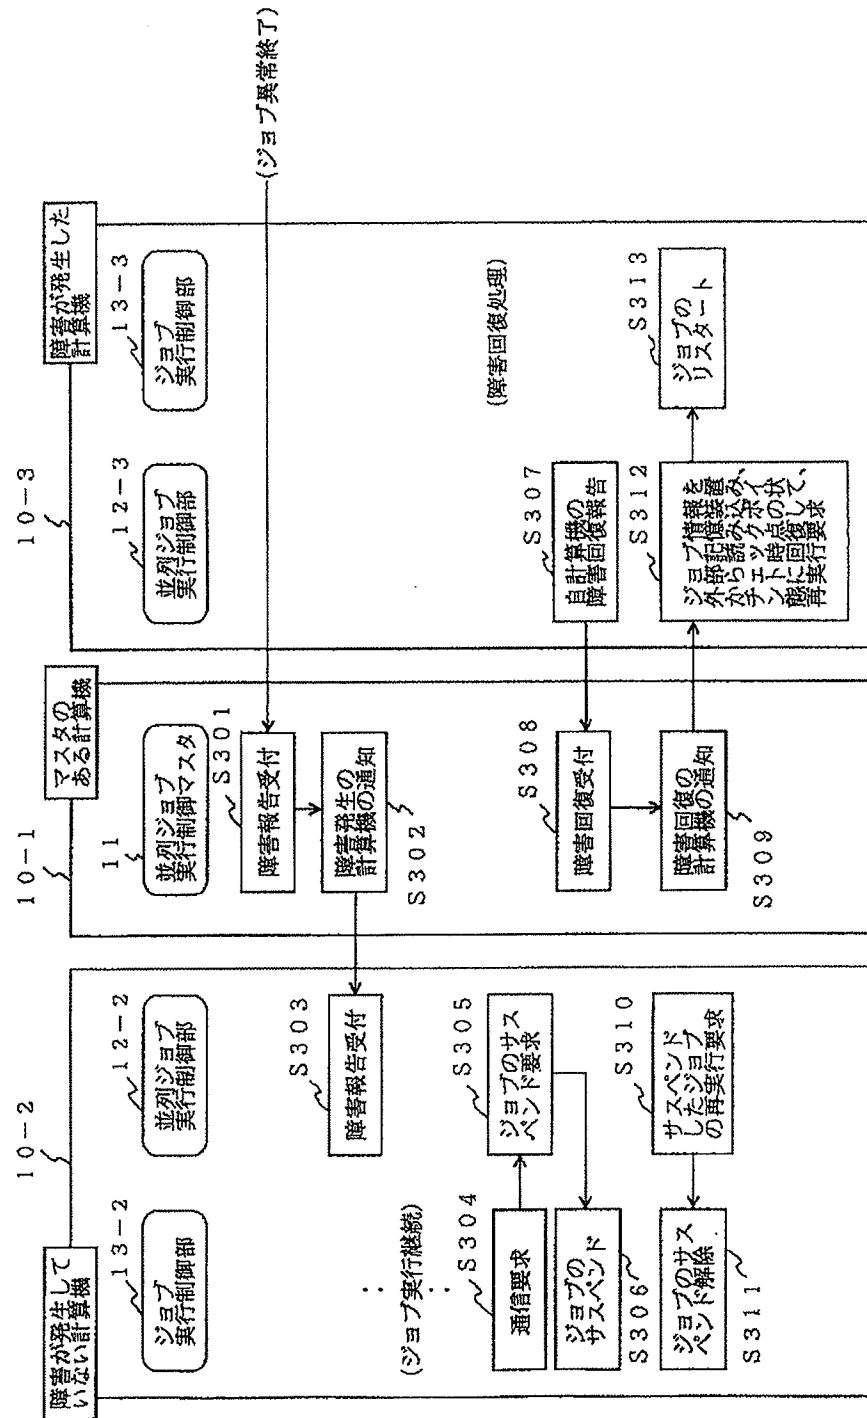 障害が発生して
いない計算機
10-2
13-2
ジョブ
実行制御部
12-2
並列ジョブ
実行制御部
S303
障害報告受付
(ジョブ実行継続)
S304
通信要求
S305
ジョブのサス
ペンド要求
ジョブの
サスペンド
S306
S310
サスペンド
したジョブ
の再実行要求
ジョブのサス
ペンド解除
S311
10-1
マスタの
ある計算機
11
並列ジョブ
実行制御マスタ
S301
障害報告受付
障害発生の
計算機の通知
S302
S308
障害回復受付
障害回復の
計算機の通知
S309
10-3
障害が発生した
計算機
12-3
並列ジョブ
実行制御部
13-3
ジョブ
実行制御部
(ジョブ異常終了)
(障害回復処理)
S307
自計算機の
障害回復報告
S312
ジョブ情報を
外部記憶装置
から読み込み、
チェックポイ
ント時点の状
態に回復して、
再実行要求
S313
ジョブの
リスタート